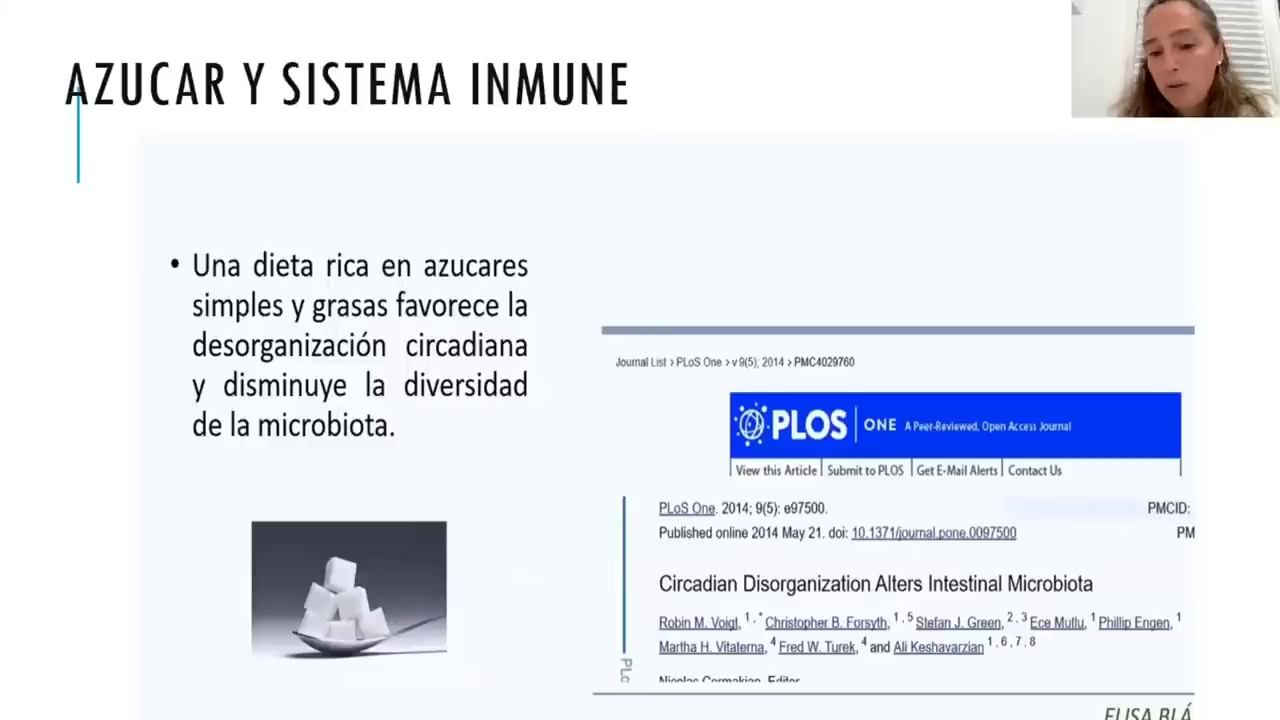 AZUCAR Y SISTEMA INMUNE
• Una dieta rica en azucares
simples y grasas favorece la
desorganización circadiana
y disminuye la diversidad
de la microbiota.
Journal List > PLoS One > v 9(5); 2014 > PMC4029760
PLOS ONE A Peer-Reviewed, Open Access Journal
View this Article Submit to PLOS Get E-Mail Alerts Contact Us
PLoS One. 2014; 9(5): e97500. PMCID:
Published online 2014 May 21. doi: 10.1371/journal.pone.0097500 PM
Circadian Disorganization Alters Intestinal Microbiota
Robin M. Voigt, 1,* Christopher B. Forsyth, 1,5 Stefan J. Green, 2,3 Ece Mutlu, 1 Phillip Engen, 1
Martha H. Vitaterna, 4 Fred W. Turek, 4 and Ali Keshavarzian 1,6,7,8
PLo
ELISA BLÁ